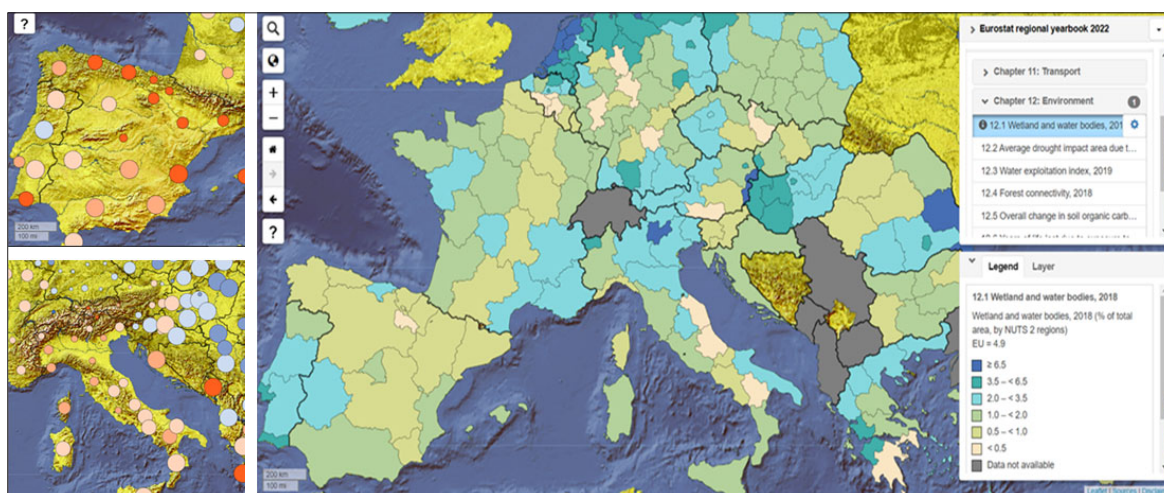 ?
200 km
100 mi
+
−
?
200 km
100 mi
Eurostat regional yearbook 2022
Chapter 11: Transport
Chapter 12: Environment
1
12.1 Wetland and water bodies, 201
12.2 Average drought impact area due t...
12.3 Water exploitation index, 2019
12.4 Forest connectivity, 2018
12.5 Overall change in soil organic carb...
Legend Layer
12.1 Wetland and water bodies, 2018
Wetland and water bodies, 2018 (% of total
area, by NUTS 2 regions)
EU = 4.9
≥ 6.5
3.5 – < 6.5
2.0 – < 3.5
1.0 – < 2.0
0.5 – < 1.0
< 0.5
Data not available
Leaflet | Sources |